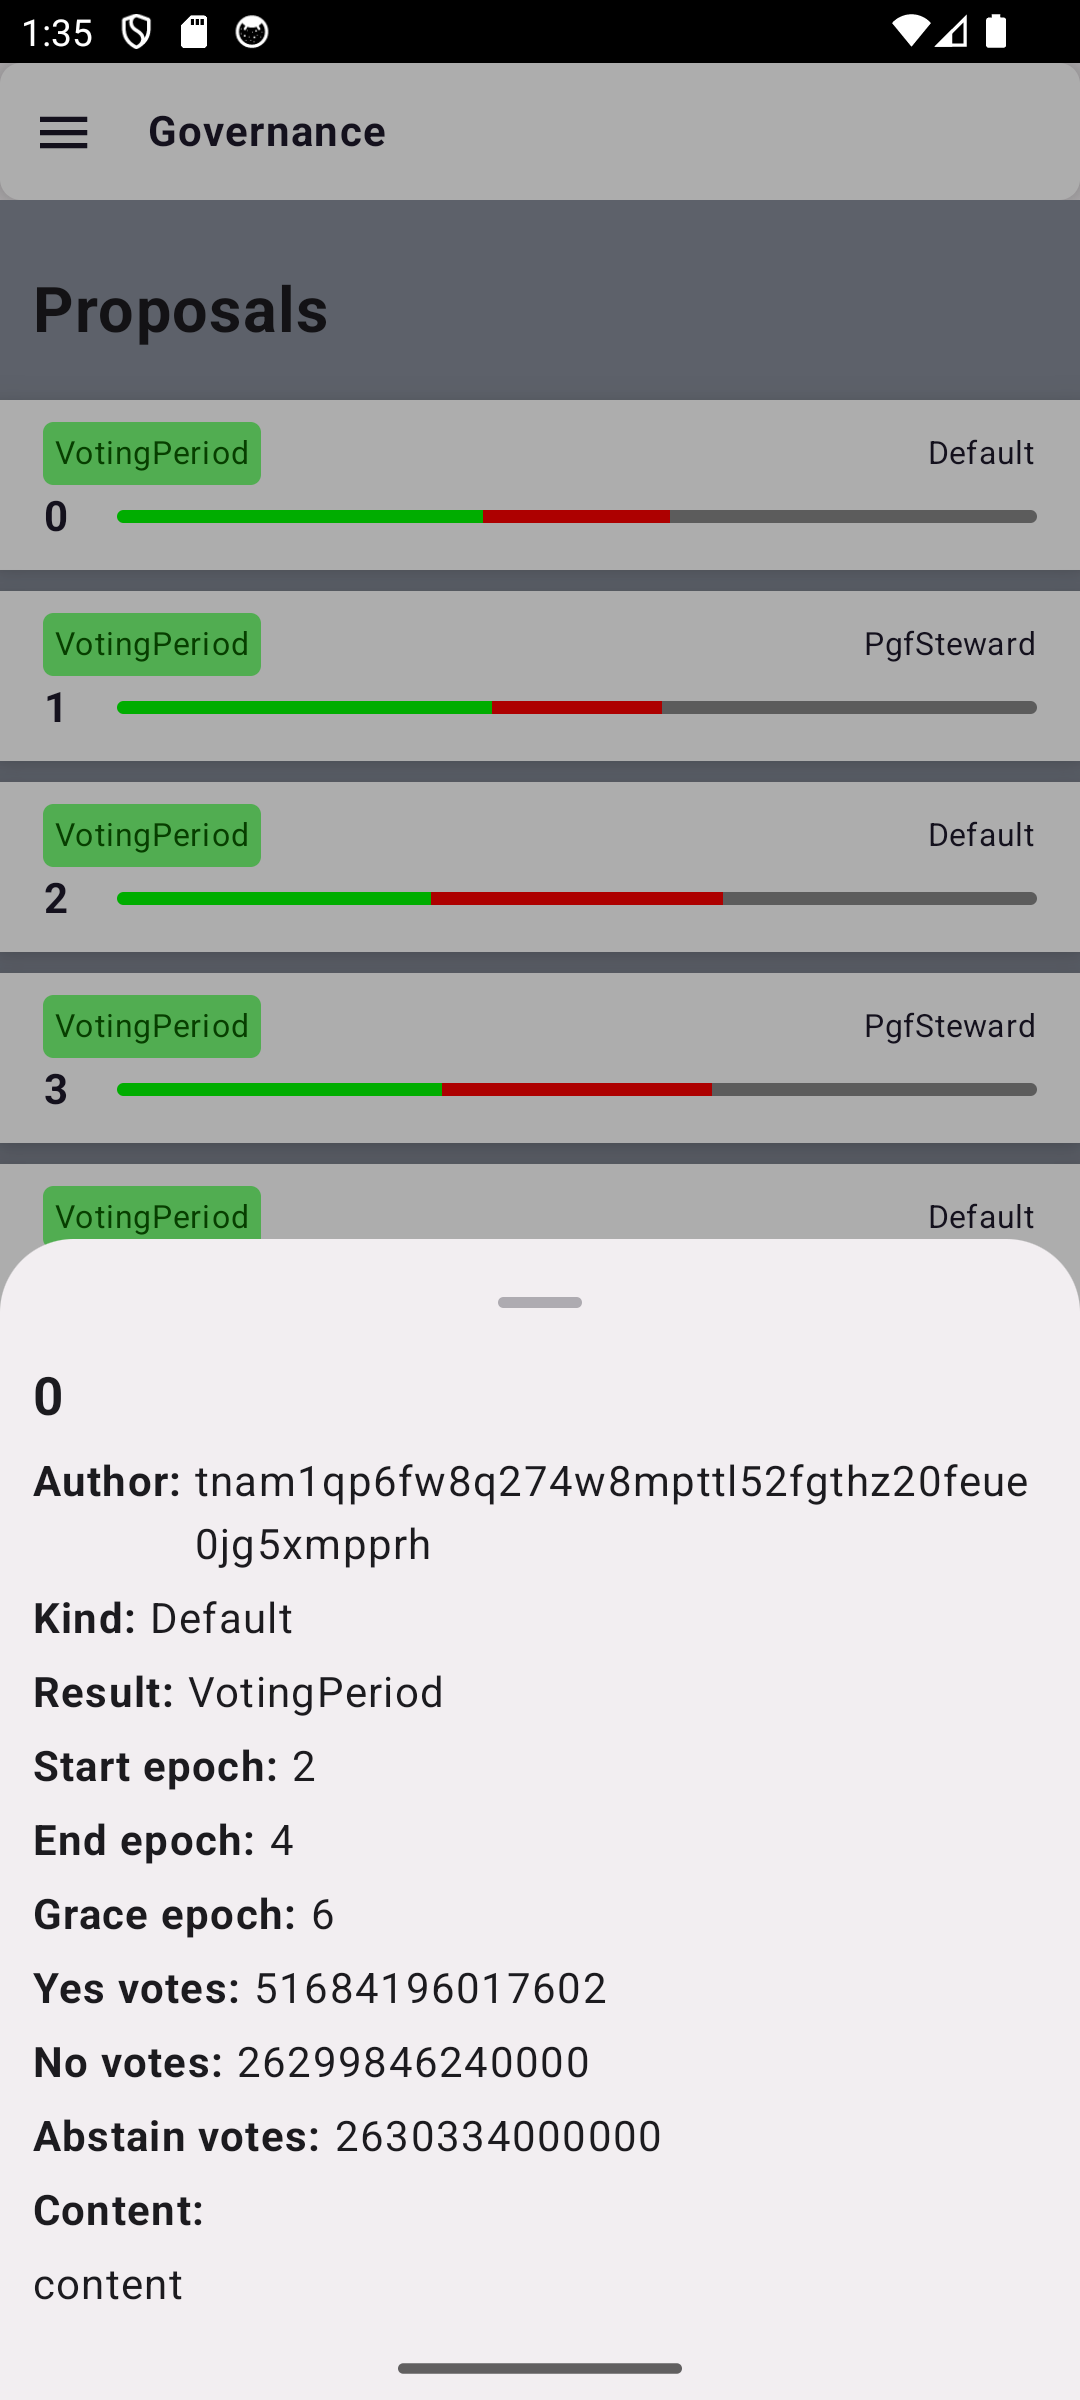 1:35
Governance
Proposals
VotingPeriod Default
0
VotingPeriod PgfSteward
1
VotingPeriod Default
2
VotingPeriod PgfSteward
3
VotingPeriod Default
0
Author: tnam1qp6fw8q274w8mpttl52fgthz20feue
0jg5xmpprh
Kind: Default
Result: VotingPeriod
Start epoch: 2
End epoch: 4
Grace epoch: 6
Yes votes: 51684196017602
No votes: 26299846240000
Abstain votes: 2630334000000
Content:
content